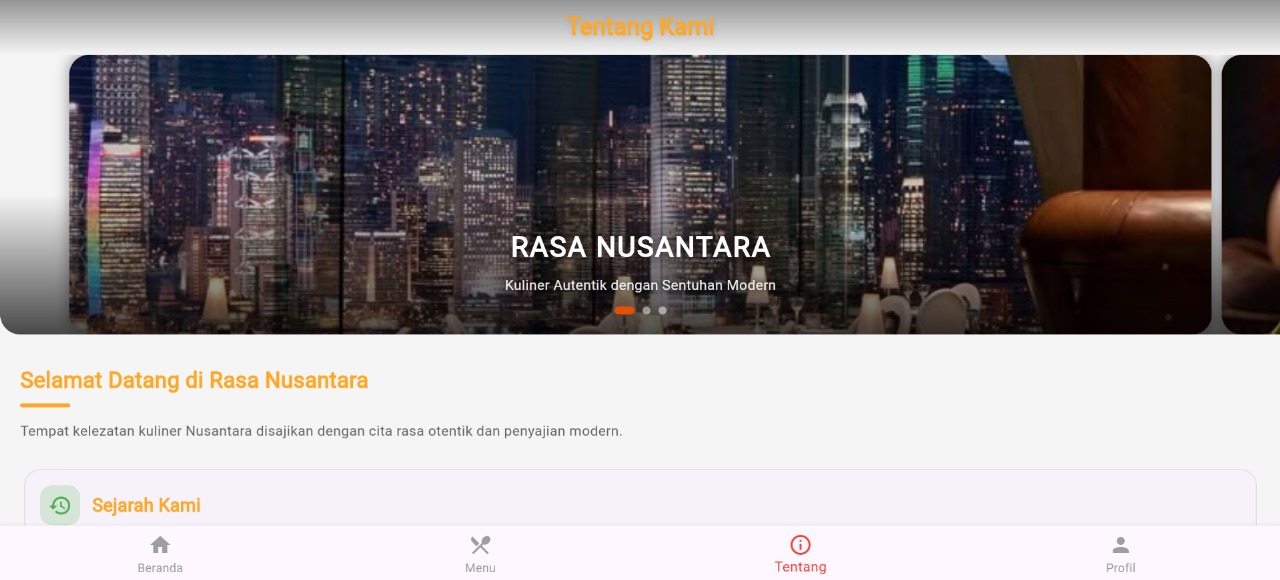 Tentang Kami
RASA NUSANTARA
Kuliner Autentik dengan Sentuhan Modern
Selamat Datang di Rasa Nusantara
Tempat kelezatan kuliner Nusantara disajikan dengan cita rasa otentik dan penyajian modern.
Sejarah Kami
Beranda
Menu
Tentang
Profil